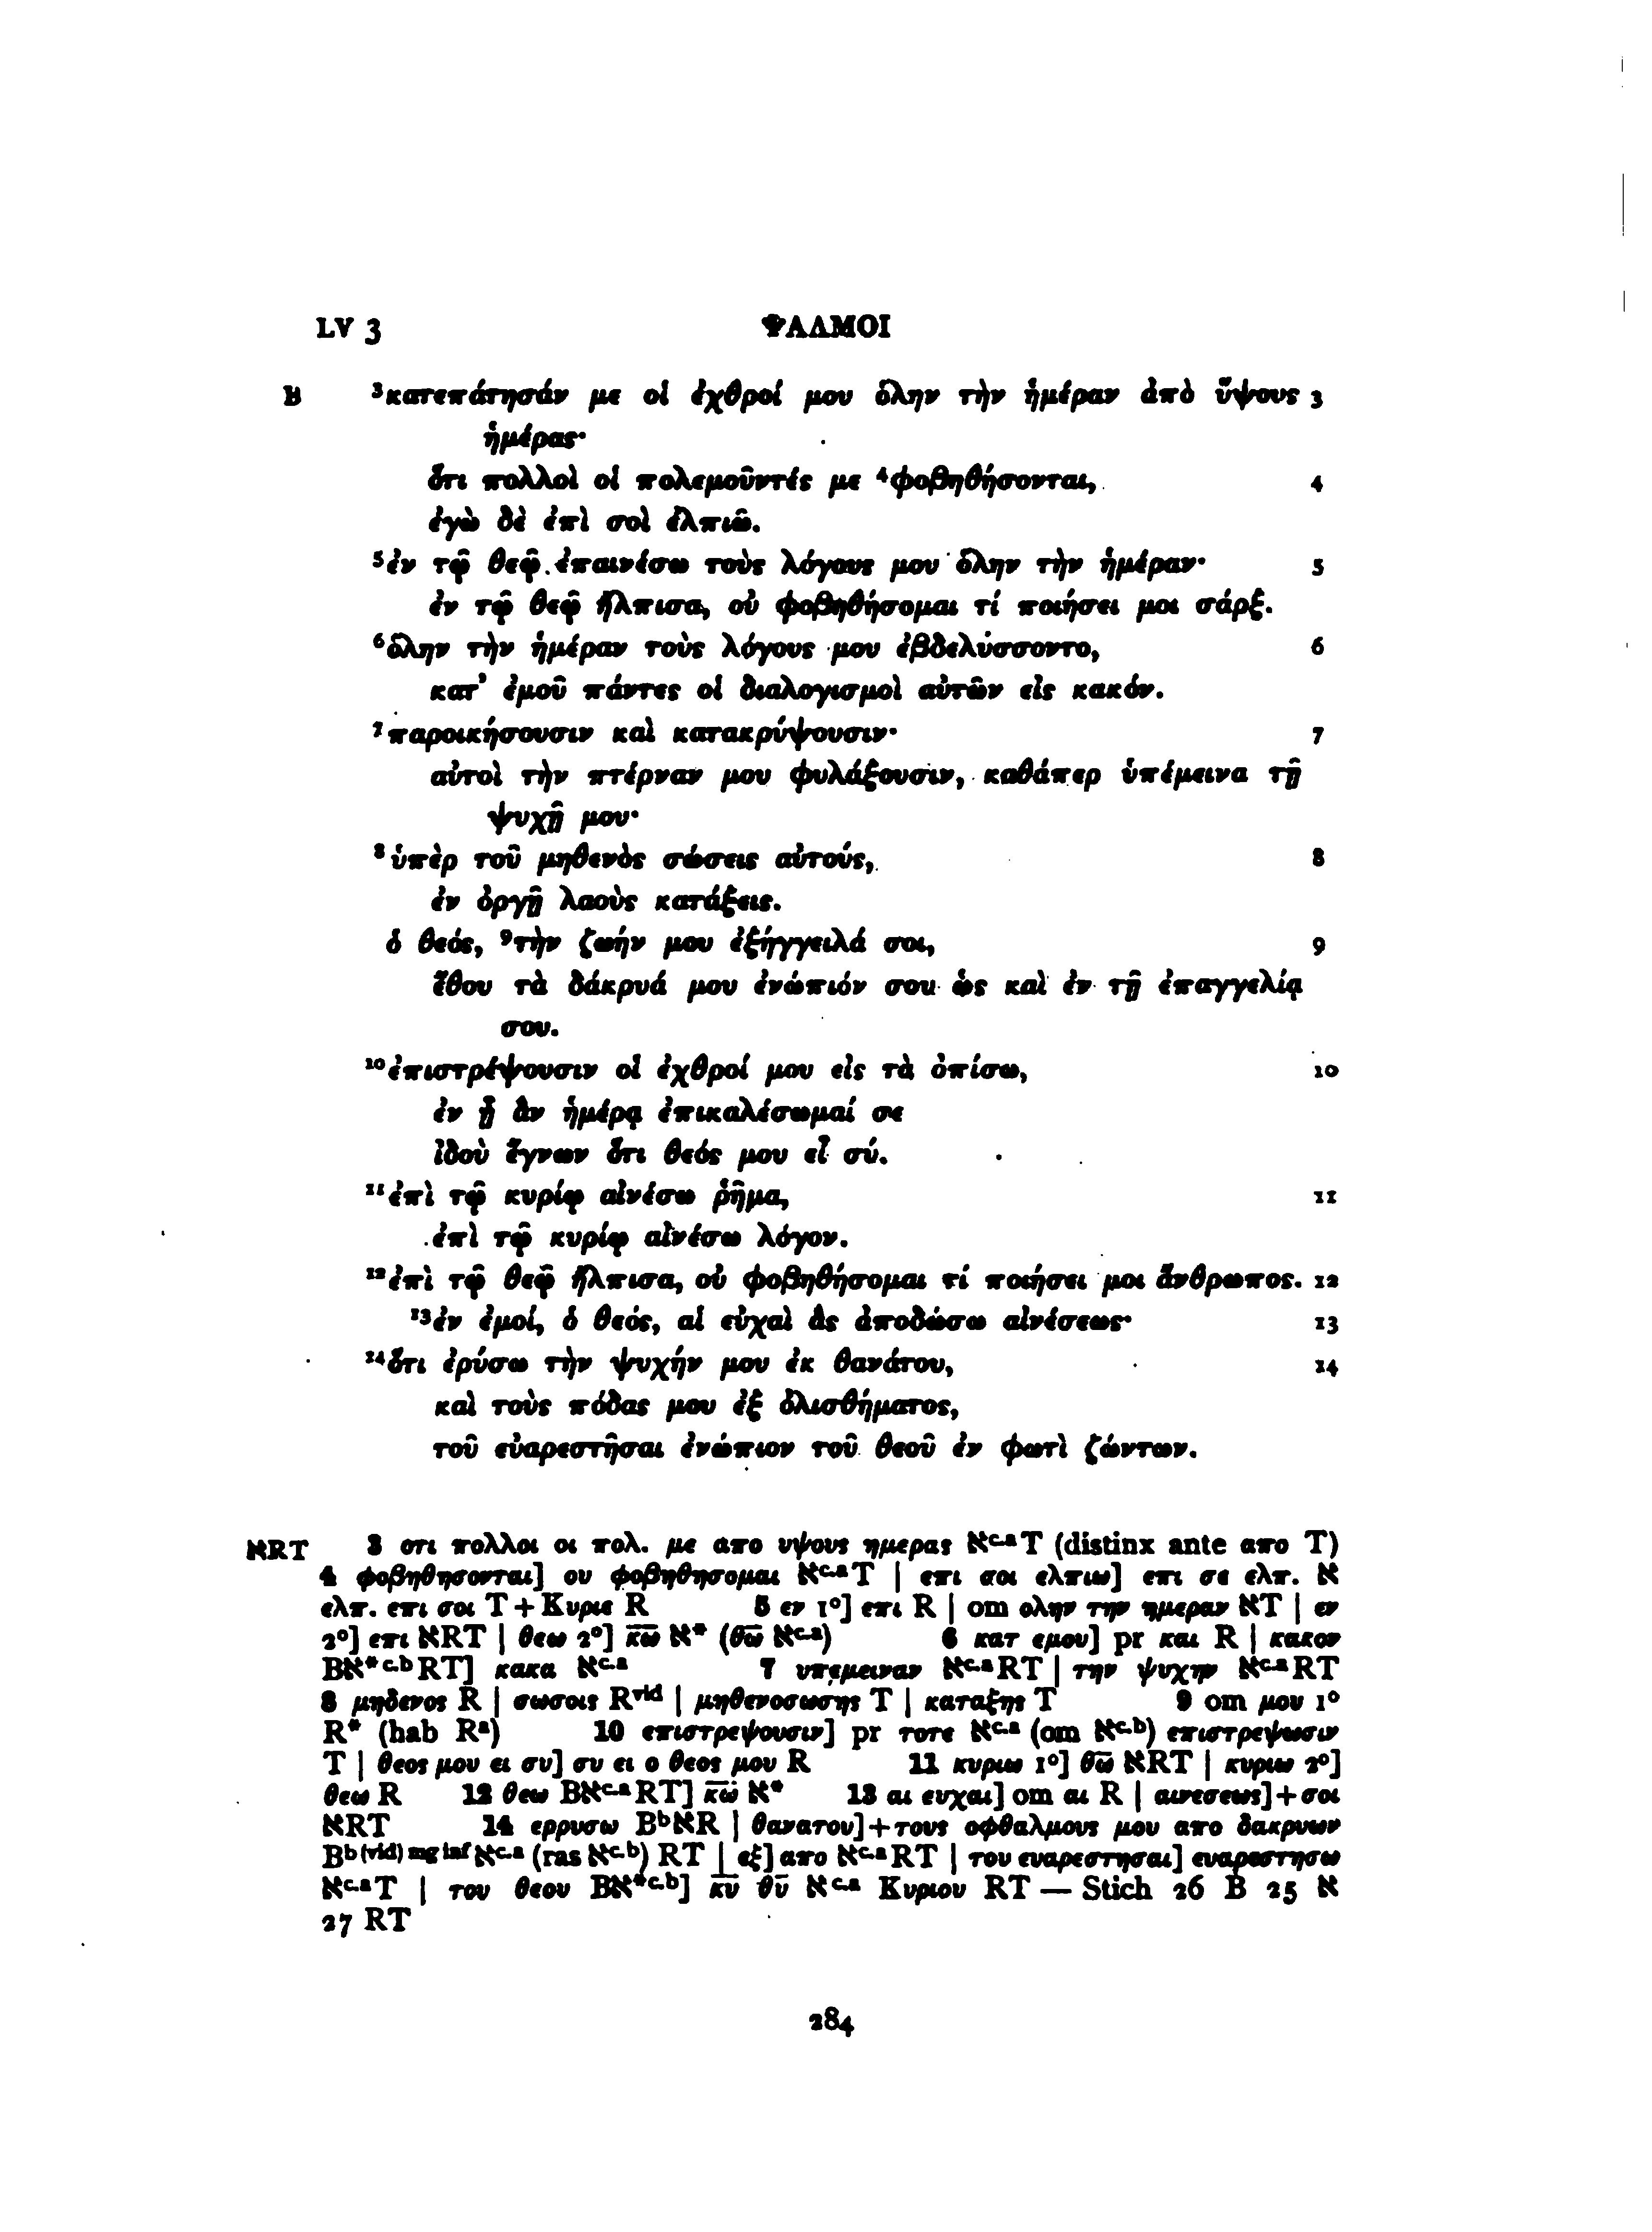 LV 3 ΨΑΛΜΟΙ
B ³κατεπάτησάν με οἱ ἐχθροί μου ὅλην τὴν ἡμέραν ἀπὸ ὕψους 3
ἡμέρας·
ὅτι πολλοὶ οἱ πολεμοῦντές με ⁴φοβηθήσονται, 4
ἐγὼ δὲ ἐπὶ σοὶ ἐλπιῶ.
⁵ἐν τῷ θεῷ ἐπαινέσω τοὺς λόγους μου ὅλην τὴν ἡμέραν· 5
ἐν τῷ θεῷ ἤλπισα, οὐ φοβηθήσομαι τί ποιήσει μοι σάρξ.
⁶ὅλην τὴν ἡμέραν τοὺς λόγους μου ἐβδελύσσοντο, 6
κατ᾽ ἐμοῦ πάντες οἱ διαλογισμοὶ αὐτῶν εἰς κακόν.
⁷παροικήσουσιν καὶ κατακρύψουσιν· 7
αὐτοὶ τὴν πτέρναν μου φυλάξουσιν, καθάπερ ὑπέμεινα τῇ
ψυχῇ μου·
⁸ὑπὲρ τοῦ μηθενὸς σώσεις αὐτούς, 8
ἐν ὀργῇ λαοὺς κατάξεις.
ὁ θεός, ⁹τὴν ζωήν μου ἐξήγγειλά σοι, 9
ἔθου τὰ δάκρυά μου ἐνώπιόν σου ὡς καὶ ἐν τῇ ἐπαγγελίᾳ
σου.
¹⁰ἐπιστρέψουσιν οἱ ἐχθροί μου εἰς τὰ ὀπίσω, 10
ἐν ᾗ ἂν ἡμέρᾳ ἐπικαλέσωμαί σε
ἰδοὺ ἔγνων ὅτι θεός μου εἶ σύ.
¹¹ἐπὶ τῷ κυρίῳ αἰνέσω ῥῆμα, 11
ἐπὶ τῷ κυρίῳ αἰνέσω λόγον.
¹²ἐπὶ τῷ θεῷ ἤλπισα, οὐ φοβηθήσομαι τί ποιήσει μοι ἄνθρωπος. 12
¹³ἐν ἐμοί, ὁ θεός, αἱ εὐχαὶ ἃς ἀποδώσω αἰνέσεως· 13
¹⁴ὅτι ἐρύσω τὴν ψυχήν μου ἐκ θανάτου, 14
καὶ τοὺς πόδας μου ἐξ ὀλισθήματος,
τοῦ εὐαρεστῆσαι ἐνώπιον τοῦ θεοῦ ἐν φωτὶ ζώντων.
אRT 3 οτι πολλοι οι πολ. με απο υψους ημερας א^c.a T (distinx ante απο T)
4 φοβηθησονται] ου φοβηθησομαι א^c.a T | επι σοι ελπιω] επι σε ελπ. א
ελπ. επι σοι T + Κυριε R 5 εν 1°] επι R | om ολην την ημεραν אT | εν
2°] επι אRT | θεω 2°] κ̅ω̅ א* (θ̅ω̅ א^c.a) 6 κατ εμου] pr και R | κακον
Bא*^c.b RT] κακα א^c.a 7 υπεμειναν א^c.a RT | την ψυχην א^c.a RT
8 μηδενος R | σωσοις R^vid | μηθενοσωσης T | καταξης T 9 om μου 1°
R* (hab R^a) 10 επιστρεψουσιν] pr τοτε א^c.a (om א^c.b) επιστρεψωσιν
T | θεος μου ει συ] συ ει ο θεος μου R 11 κυριω 1°] θ̅ω̅ אRT | κυριω 2°]
θεω R 12 θεω Bא^c.a RT] κ̅ω̅ א* 13 αι ευχαι] om αι R | αινεσεως]+σοι
אRT 14 ερρυσω B^b אR | θανατου]+τους οφθαλμους μου απο δακρυων
B^b (vid) mg inf א^c.a (ras א^c.b) RT | εξ] απο א^c.a RT | του ευαρεστησαι] ευαρεστησω
א^c.a T | του θεου Bא*^c.b] κ̅υ̅ θ̅υ̅ א^c.a Κυριου RT — Stich 26 B 25 א
27 RT
284